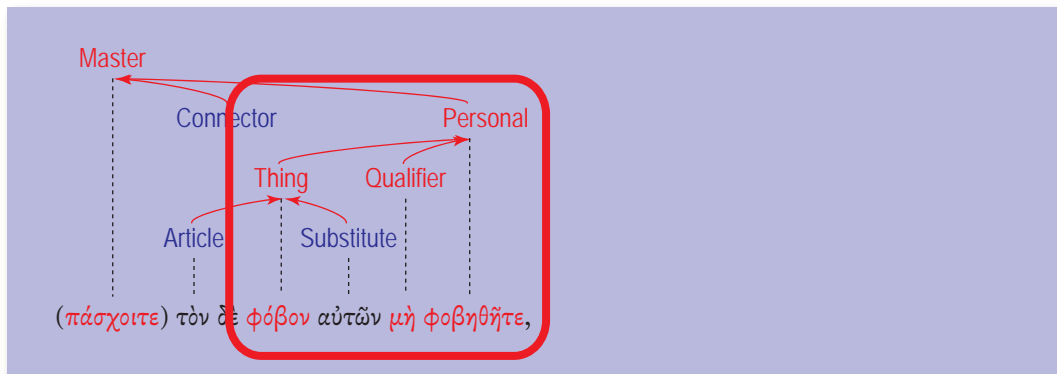 Master
Connector Personal
Thing Qualifier
Article Substitute
(πάσχοιτε) τὸν δὲ φόβον αὐτῶν μὴ φοβηθῆτε,